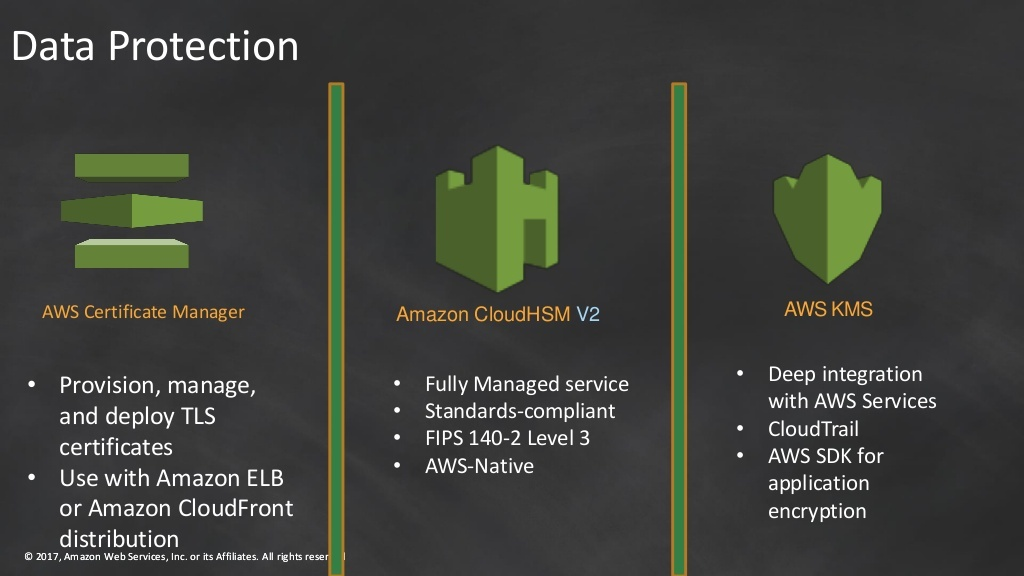 Data Protection
AWS Certificate Manager
• Provision, manage,
and deploy TLS
certificates
• Use with Amazon ELB
or Amazon CloudFront
distribution
Amazon CloudHSM V2
• Fully Managed service
• Standards-compliant
• FIPS 140-2 Level 3
• AWS-Native
AWS KMS
• Deep integration
with AWS Services
• CloudTrail
• AWS SDK for
application
encryption
© 2017, Amazon Web Services, Inc. or its Affiliates. All rights